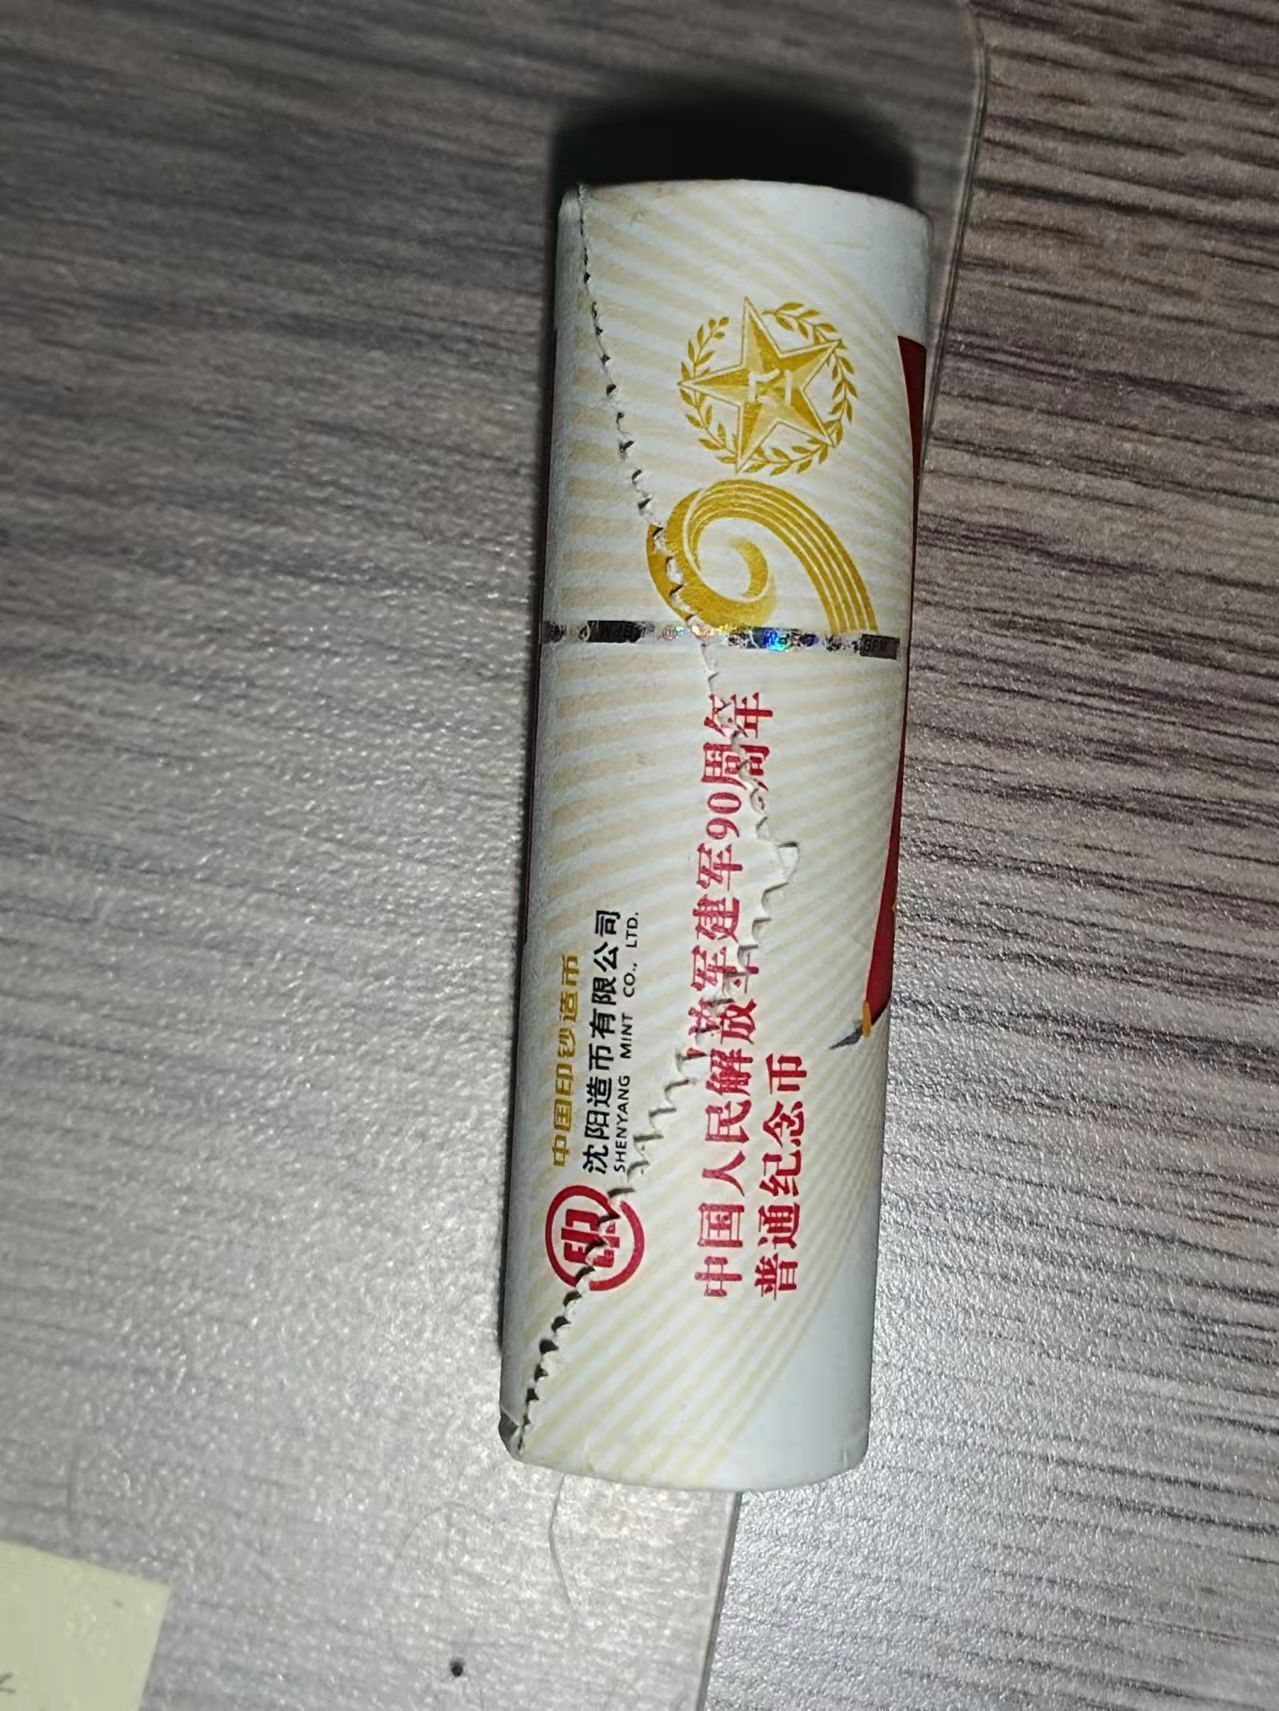 中国印钞造币
沈阳造币有限公司
SHENYANG MINT CO., LTD.
中国人民解放军建军90周年
普通纪念币